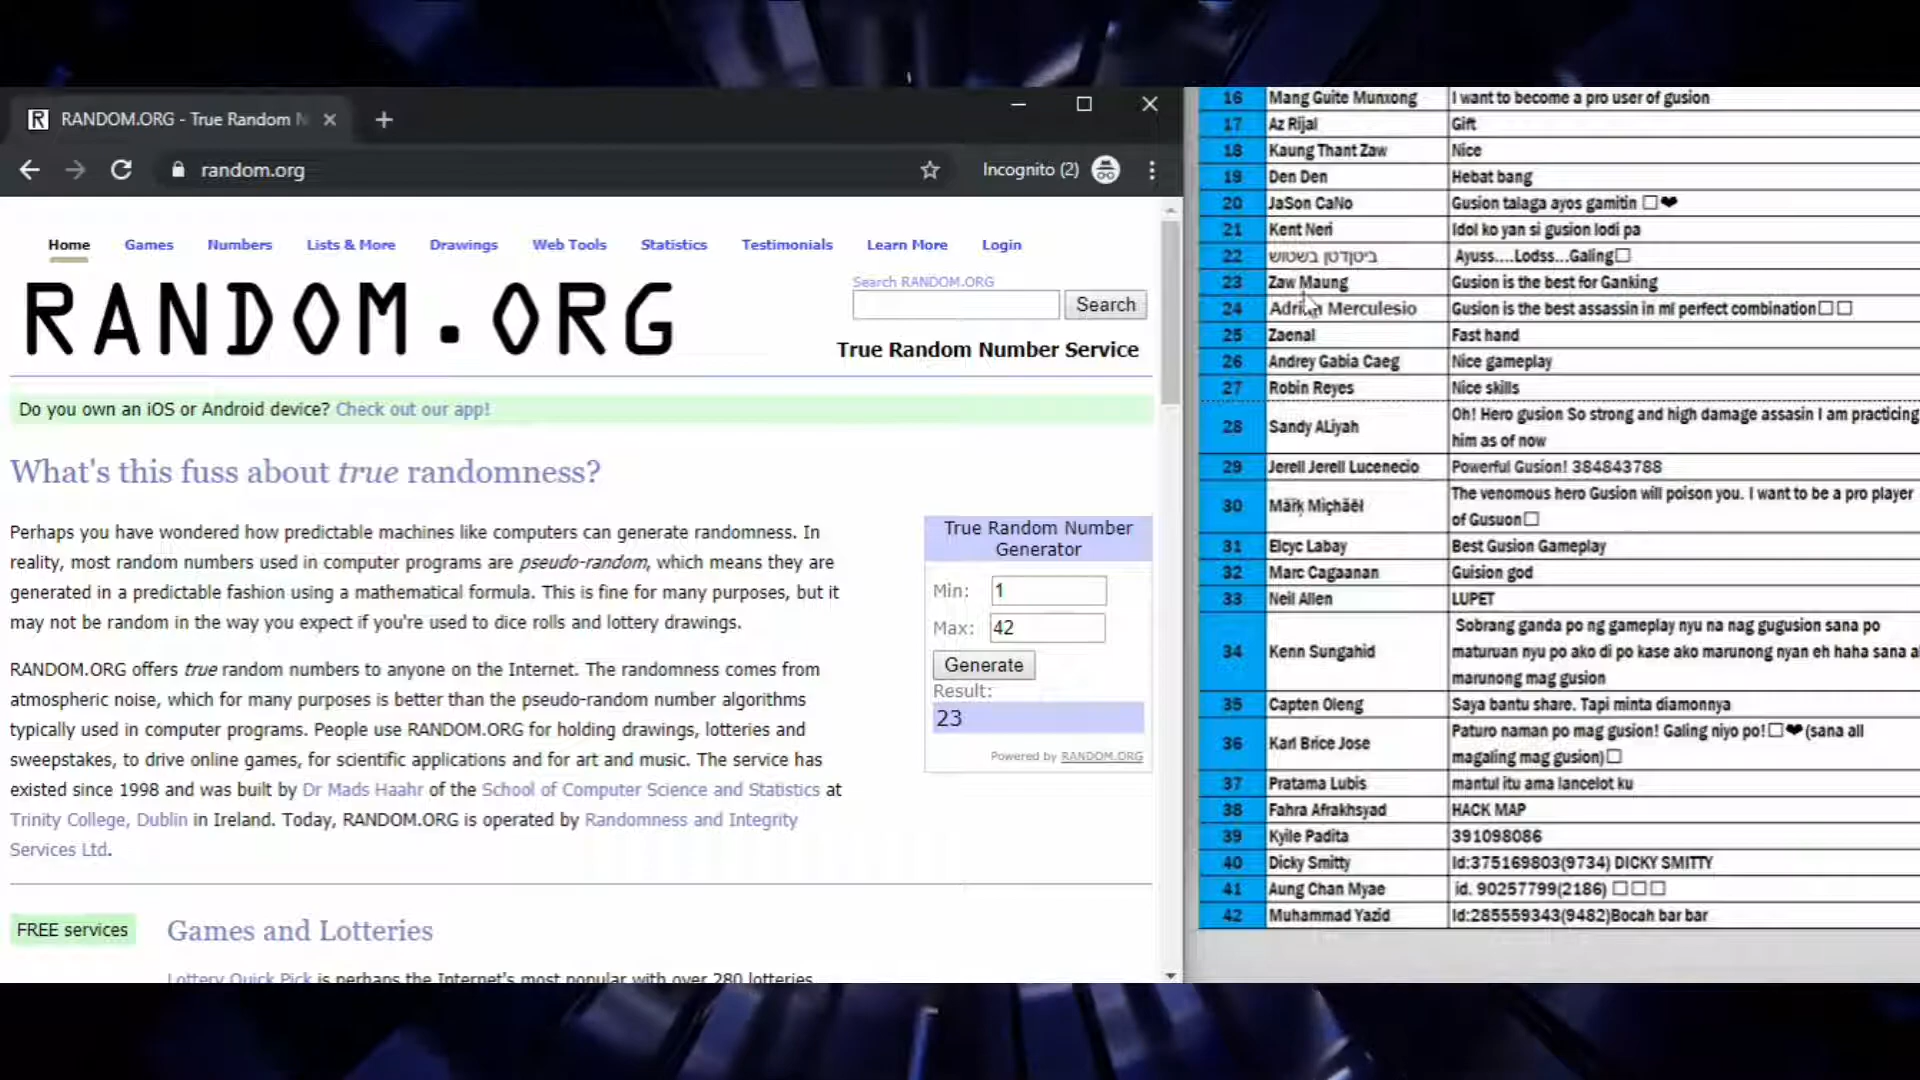 RANDOM.ORG - True Random N
random.org
Incognito (2)
Home Games Numbers Lists & More Drawings Web Tools Statistics Testimonials Learn More Login
Search RANDOM.ORG
Search
RANDOM.ORG
True Random Number Service
Do you own an iOS or Android device? Check out our app!
What's this fuss about true randomness?
Perhaps you have wondered how predictable machines like computers can generate randomness. In
reality, most random numbers used in computer programs are pseudo-random, which means they are
generated in a predictable fashion using a mathematical formula. This is fine for many purposes, but it
may not be random in the way you expect if you're used to dice rolls and lottery drawings.
RANDOM.ORG offers true random numbers to anyone on the Internet. The randomness comes from
atmospheric noise, which for many purposes is better than the pseudo-random number algorithms
typically used in computer programs. People use RANDOM.ORG for holding drawings, lotteries and
sweepstakes, to drive online games, for scientific applications and for art and music. The service has
existed since 1998 and was built by Dr Mads Haahr of the School of Computer Science and Statistics at
Trinity College, Dublin in Ireland. Today, RANDOM.ORG is operated by Randomness and Integrity
Services Ltd.
True Random Number
Generator
Min: 1
Max: 42
Generate
Result:
23
Powered by RANDOM.ORG
FREE services
Games and Lotteries
Lottery Quick Pick is perhaps the Internet's most popular with over 280 lotteries
16 Mang Guite Munxong I want to become a pro user of gusion
17 Az Rijal Gift
18 Kaung Thant Zaw Nice
19 Den Den Hebat bang
20 JaSon CaNo Gusion talaga ayos gamitin □❤
21 Kent Neri Idol ko yan si gusion lodi pa
22 Ayuss....Lodss...Galing□
23 Zaw Maung Gusion is the best for Ganking
24 Merculesio Gusion is the best assassin in ml perfect combination□□
25 Zaenal Fast hand
26 Andrey Gabia Caeg Nice gameplay
27 Robin Reyes Nice skills
28 Sandy ALiyah Oh! Hero gusion So strong and high damage assasin I am practicing
him as of now
29 Jerell Jerell Lucenecio Powerful Gusion! 384843788
30 The venomous hero Gusion will poison you. I want to be a pro player
of Gusuon□
31 Elcyc Labay Best Gusion Gameplay
32 Marc Cagaanan Guision god
33 Neil Allen LUPET
34 Kenn Sungahid Sobrang ganda po ng gameplay nyu na nag gugusion sana po
maturuan nyu po ako di po kase ako marunong nyan eh haha sana
marunong mag gusion
35 Capten Oleng Saya bantu share. Tapi minta diamonnya
36 Karl Brice Jose Paturo naman po mag gusion! Galing niyo po!□❤(sana all
magaling mag gusion)□
37 Pratama Lubis mantul itu ama lancelot ku
38 Fahra Afrakhsyad HACK MAP
39 Kyile Padita 391098086
40 Dicky Smitty Id:375169803(9734) DICKY SMITTY
41 Aung Chan Myae id. 90257799(2186) □□□
42 Muhammad Yazid Id:285559343(9482)Bocah bar bar